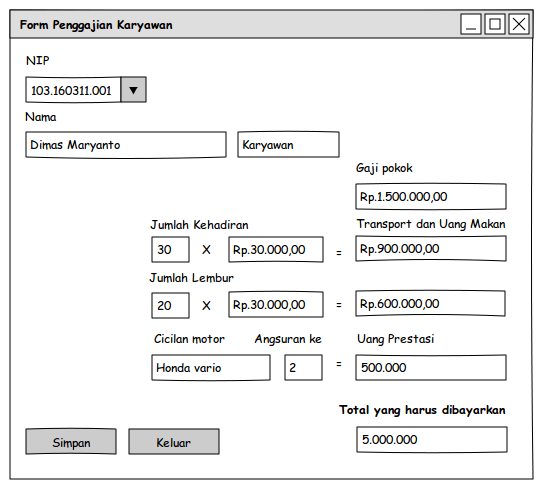 Form Penggajian Karyawan
NIP
103.160311.001
Nama
Dimas Maryanto
Karyawan
Gaji pokok
Rp.1.500.000,00
Jumlah Kehadiran
Transport dan Uang Makan
30 X Rp.30.000,00 = Rp.900.000,00
Jumlah Lembur
20 X Rp.30.000,00 = Rp.600.000,00
Cicilan motor Angsuran ke Uang Prestasi
Honda vario 2 = 500.000
Total yang harus dibayarkan
Simpan Keluar 5.000.000